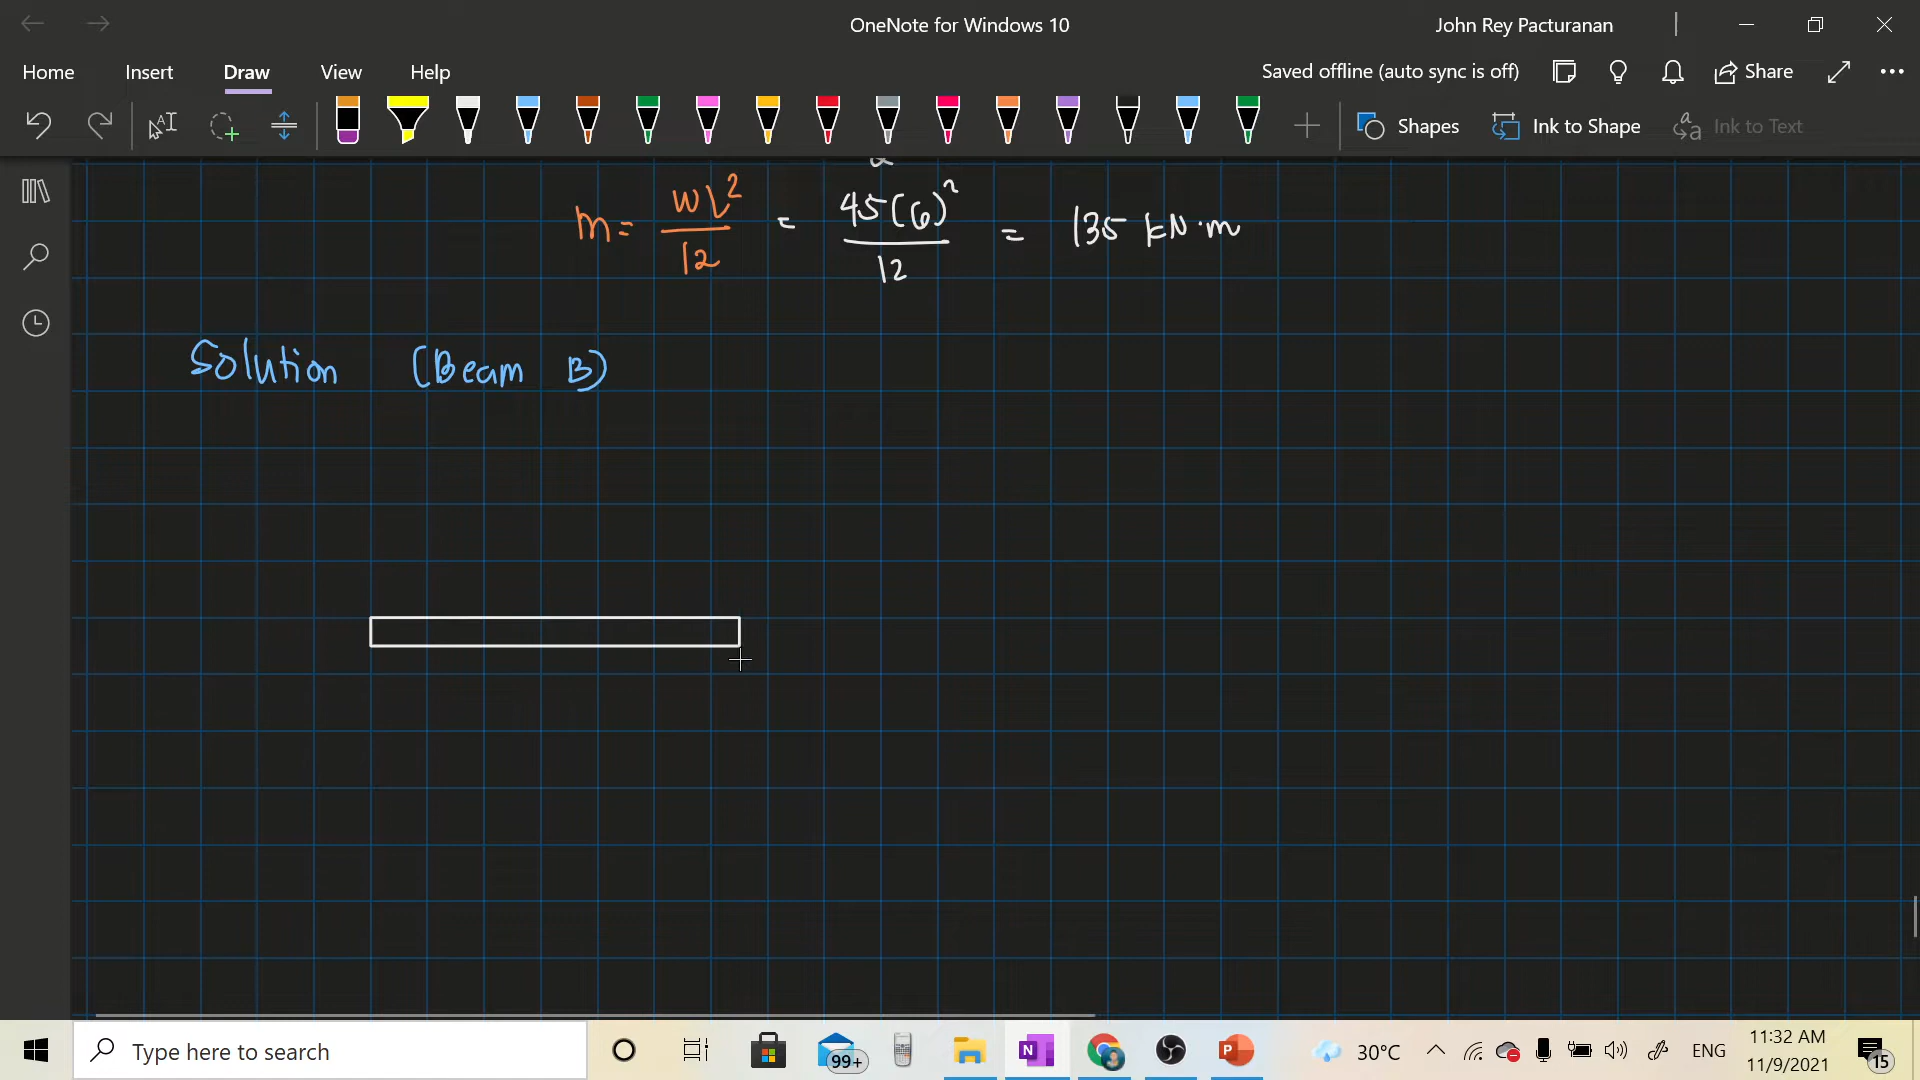 OneNote for Windows 10
John Rey Pacturanan
Home Insert Draw View Help
Saved offline (auto sync is off)
Share
Shapes
Ink to Shape
Ink to Text
m = wL²/12 = 45(6)²/12 = 135 kN·m
Solution (Beam B)
Type here to search
99+
30°C
ENG
11:32 AM
11/9/2021
15